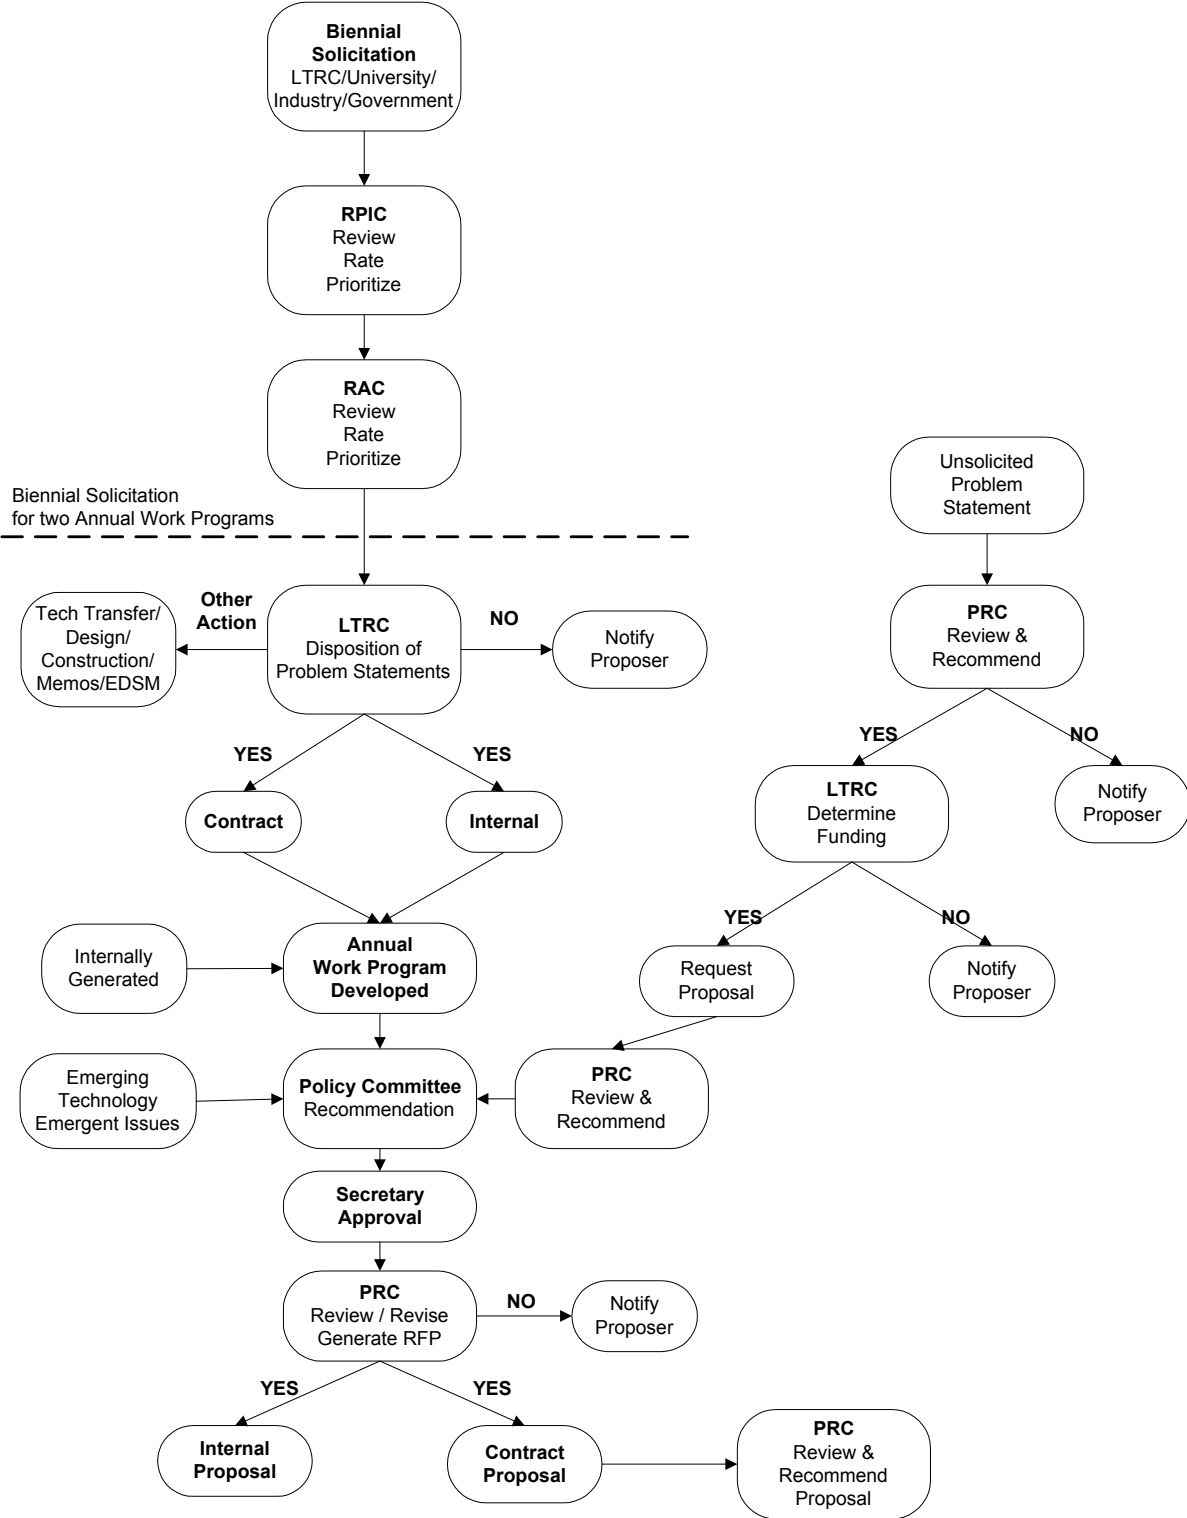 Biennial
Solicitation
LTRC/University/
Industry/Government
RPIC
Review
Rate
Prioritize
RAC
Review
Rate
Prioritize
Biennial Solicitation
for two Annual Work Programs
Unsolicited
Problem
Statement
Other
Action
Tech Transfer/
Design/
Construction/
Memos/EDSM
LTRC
Disposition of
Problem Statements
NO
Notify
Proposer
PRC
Review &
Recommend
YES
YES
Contract
Internal
YES
NO
LTRC
Determine
Funding
Notify
Proposer
YES
NO
Internally
Generated
Annual
Work Program
Developed
Request
Proposal
Notify
Proposer
Emerging
Technology
Emergent Issues
Policy Committee
Recommendation
PRC
Review &
Recommend
Secretary
Approval
PRC
Review / Revise
Generate RFP
NO
Notify
Proposer
YES
YES
Internal
Proposal
Contract
Proposal
PRC
Review &
Recommend
Proposal